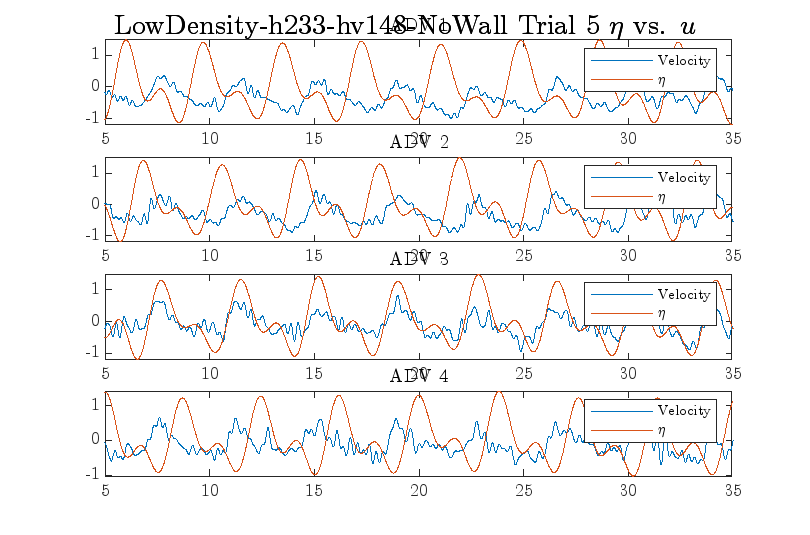 LowDensity-h233-hv148-NoWall Trial 5 η vs. u
ADV 1
1
0
-1
Velocity
η
5 10 15 20 25 30 35
ADV 2
1
0
-1
Velocity
η
5 10 15 20 25 30 35
ADV 3
1
0
-1
Velocity
η
5 10 15 20 25 30 35
ADV 4
1
0
-1
Velocity
η
5 10 15 20 25 30 35